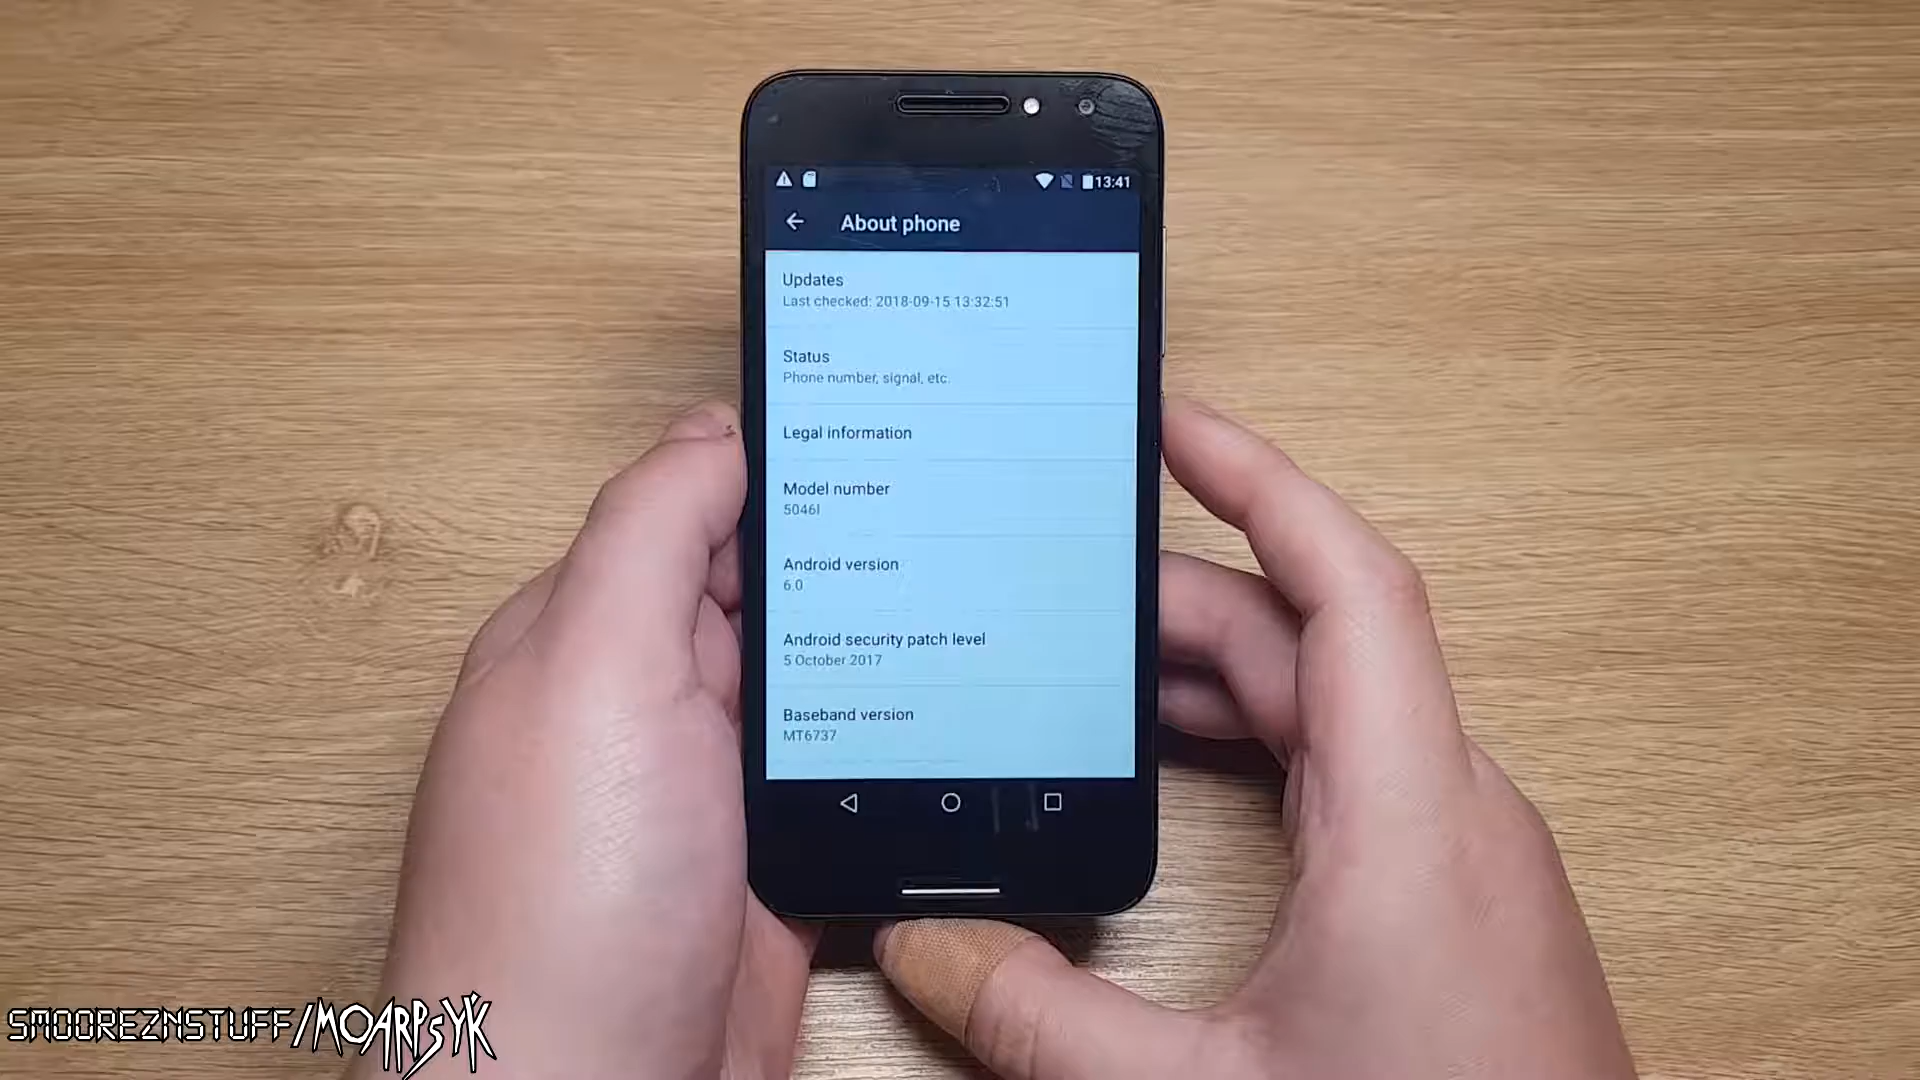 13:41
About phone
Updates
Last checked: 2018-09-15 13:32:51
Status
Phone number, signal, etc.
Legal information
Model number
5046I
Android version
6.0
Android security patch level
5 October 2017
Baseband version
MT6737
SMOOREZNSTUFF/MOARPSYK